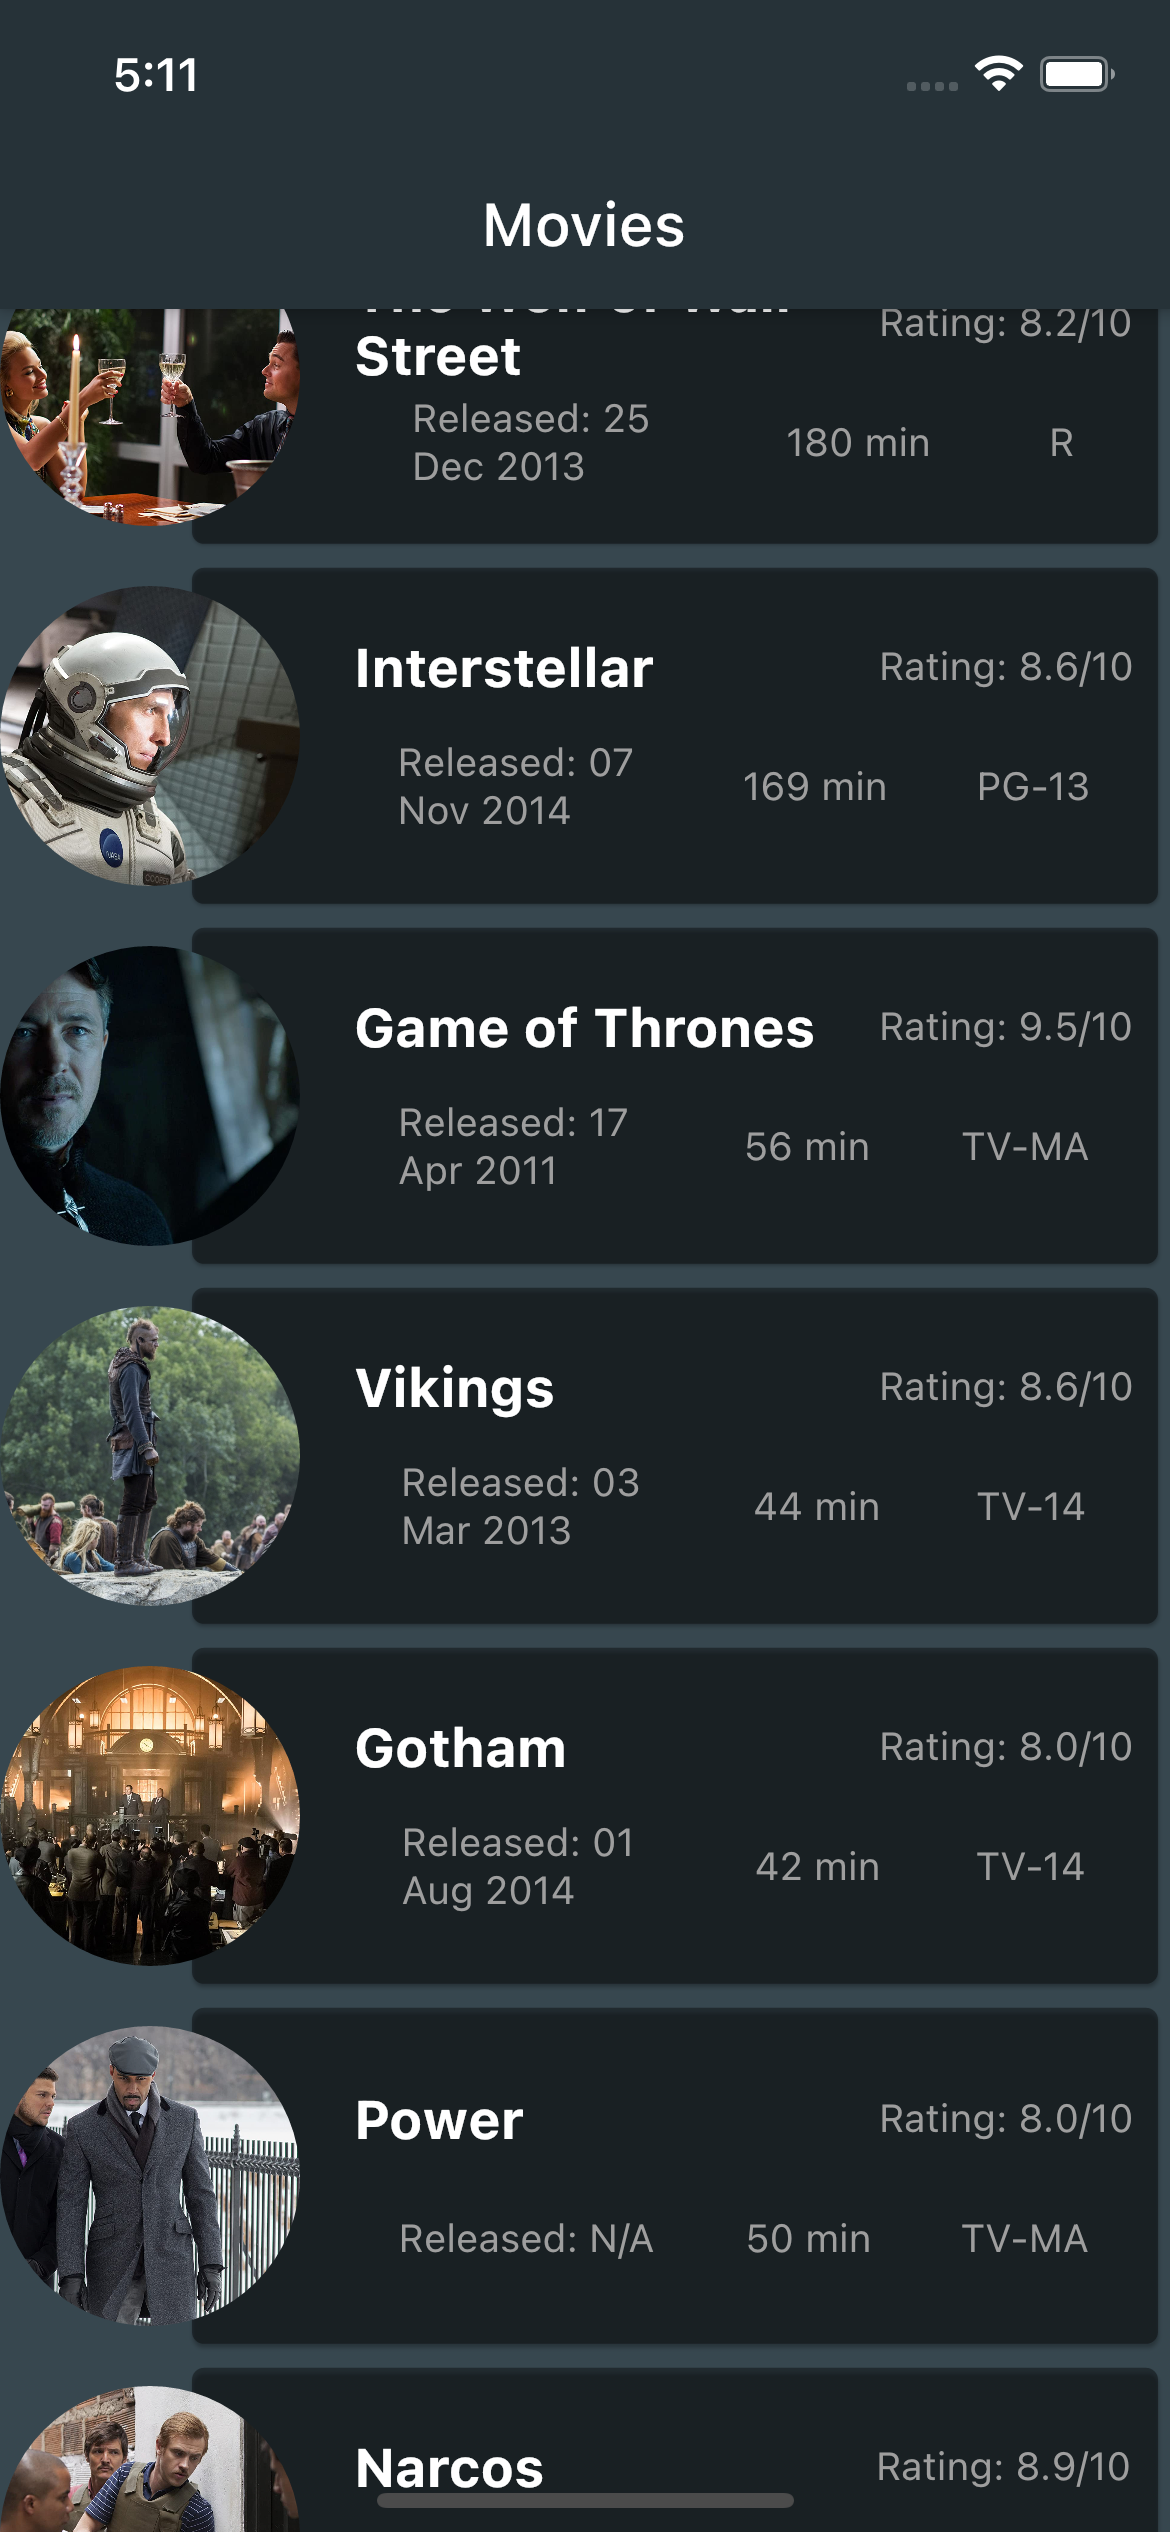 5:11
Movies
The Wolf of Wall
Street
Rating: 8.2/10
Released: 25
Dec 2013
180 min
R
Interstellar
Rating: 8.6/10
Released: 07
Nov 2014
169 min
PG-13
Game of Thrones
Rating: 9.5/10
Released: 17
Apr 2011
56 min
TV-MA
Vikings
Rating: 8.6/10
Released: 03
Mar 2013
44 min
TV-14
Gotham
Rating: 8.0/10
Released: 01
Aug 2014
42 min
TV-14
Power
Rating: 8.0/10
Released: N/A
50 min
TV-MA
Narcos
Rating: 8.9/10